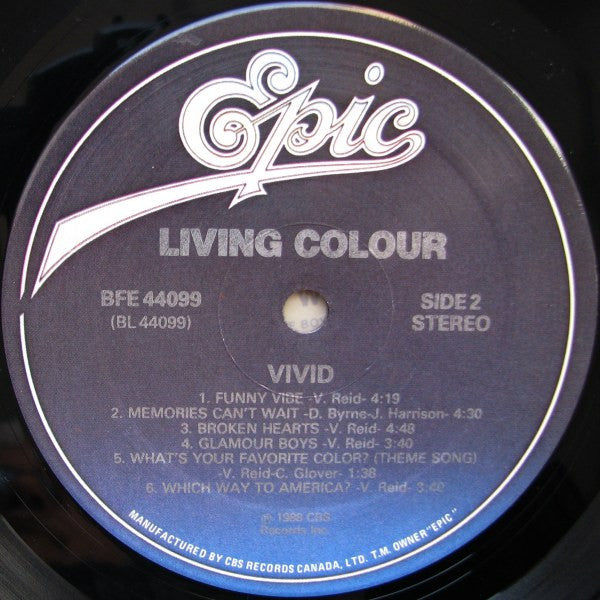 Epic
LIVING COLOUR
BFE 44099
(BL 44099)
SIDE 2
STEREO
VIVID
1. FUNNY VIBE -V. Reid- 4:19
2. MEMORIES CAN'T WAIT -D. Byrne-J. Harrison- 4:30
3. BROKEN HEARTS -V. Reid- 4:48
4. GLAMOUR BOYS -V. Reid- 3:40
5. WHAT'S YOUR FAVORITE COLOR? (THEME SONG)
-V. Reid-C. Glover- 1:38
6. WHICH WAY TO AMERICA? -V. Reid- 3:40
℗ 1988 CBS
Records Inc.
MANUFACTURED BY CBS RECORDS CANADA, LTD. T.M. OWNER "EPIC"